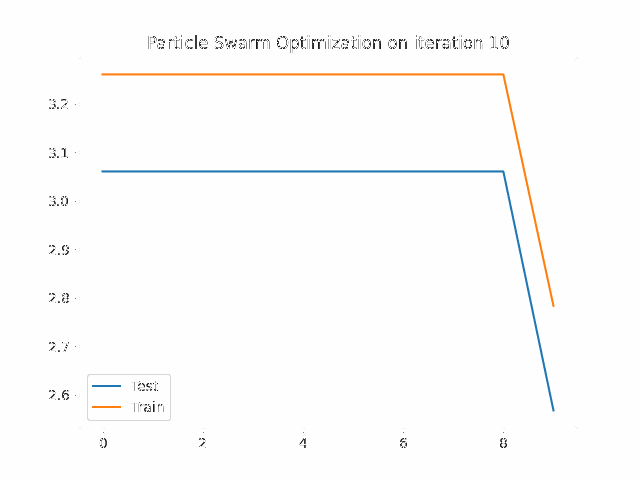 Particle Swarm Optimization on iteration 10
3.2
3.1
3.0
2.9
2.8
2.7
2.6
Test
Train
0 2 4 6 8